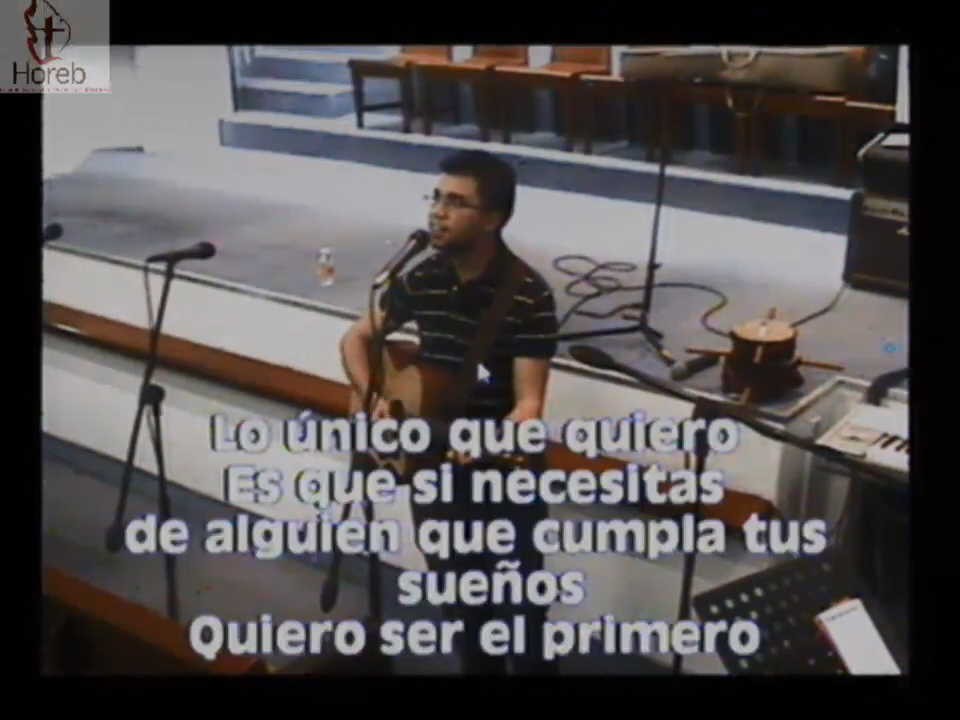 Horeb
Lo único que quiero
Es que si necesitas
de alguien que cumpla tus
sueños
Quiero ser el primero